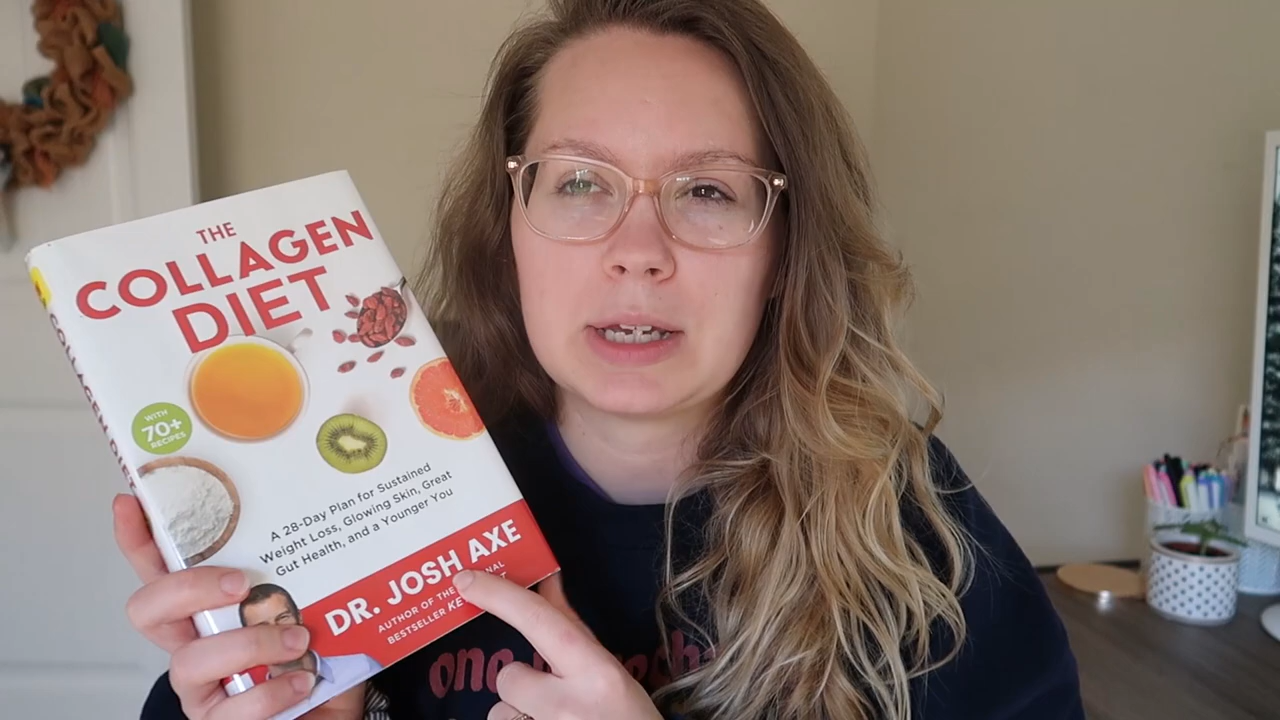 THE
COLLAGEN
DIET
WITH
70+
RECIPES
A 28-Day Plan for Sustained
Weight Loss, Glowing Skin, Great
Gut Health, and a Younger You
DR. JOSH AXE
AUTHOR OF THE
BESTSELLER
COLLAGEN DIET
one